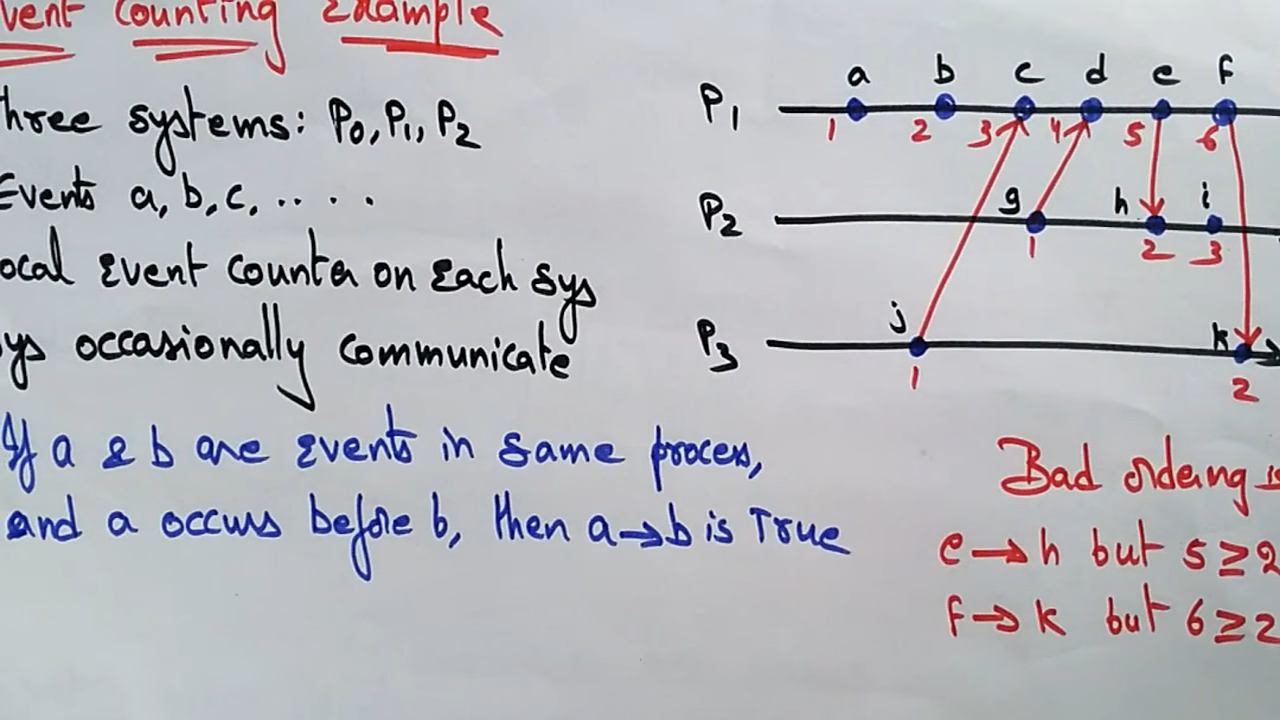 vent Counting Example
hree systems: P0, P1, P2
Events a, b, c, .. . .
ocal event counter on each sys
ys occasionally communicate
If a & b are events in same process,
and a occurs before b, then a→b is True
a b c d e f
P1
1 2 3 4 5 6
g h i
P2
1 2 3
j k
P3
1 2
Bad ordering is
e→h but 5≥2
f→k but 6≥2